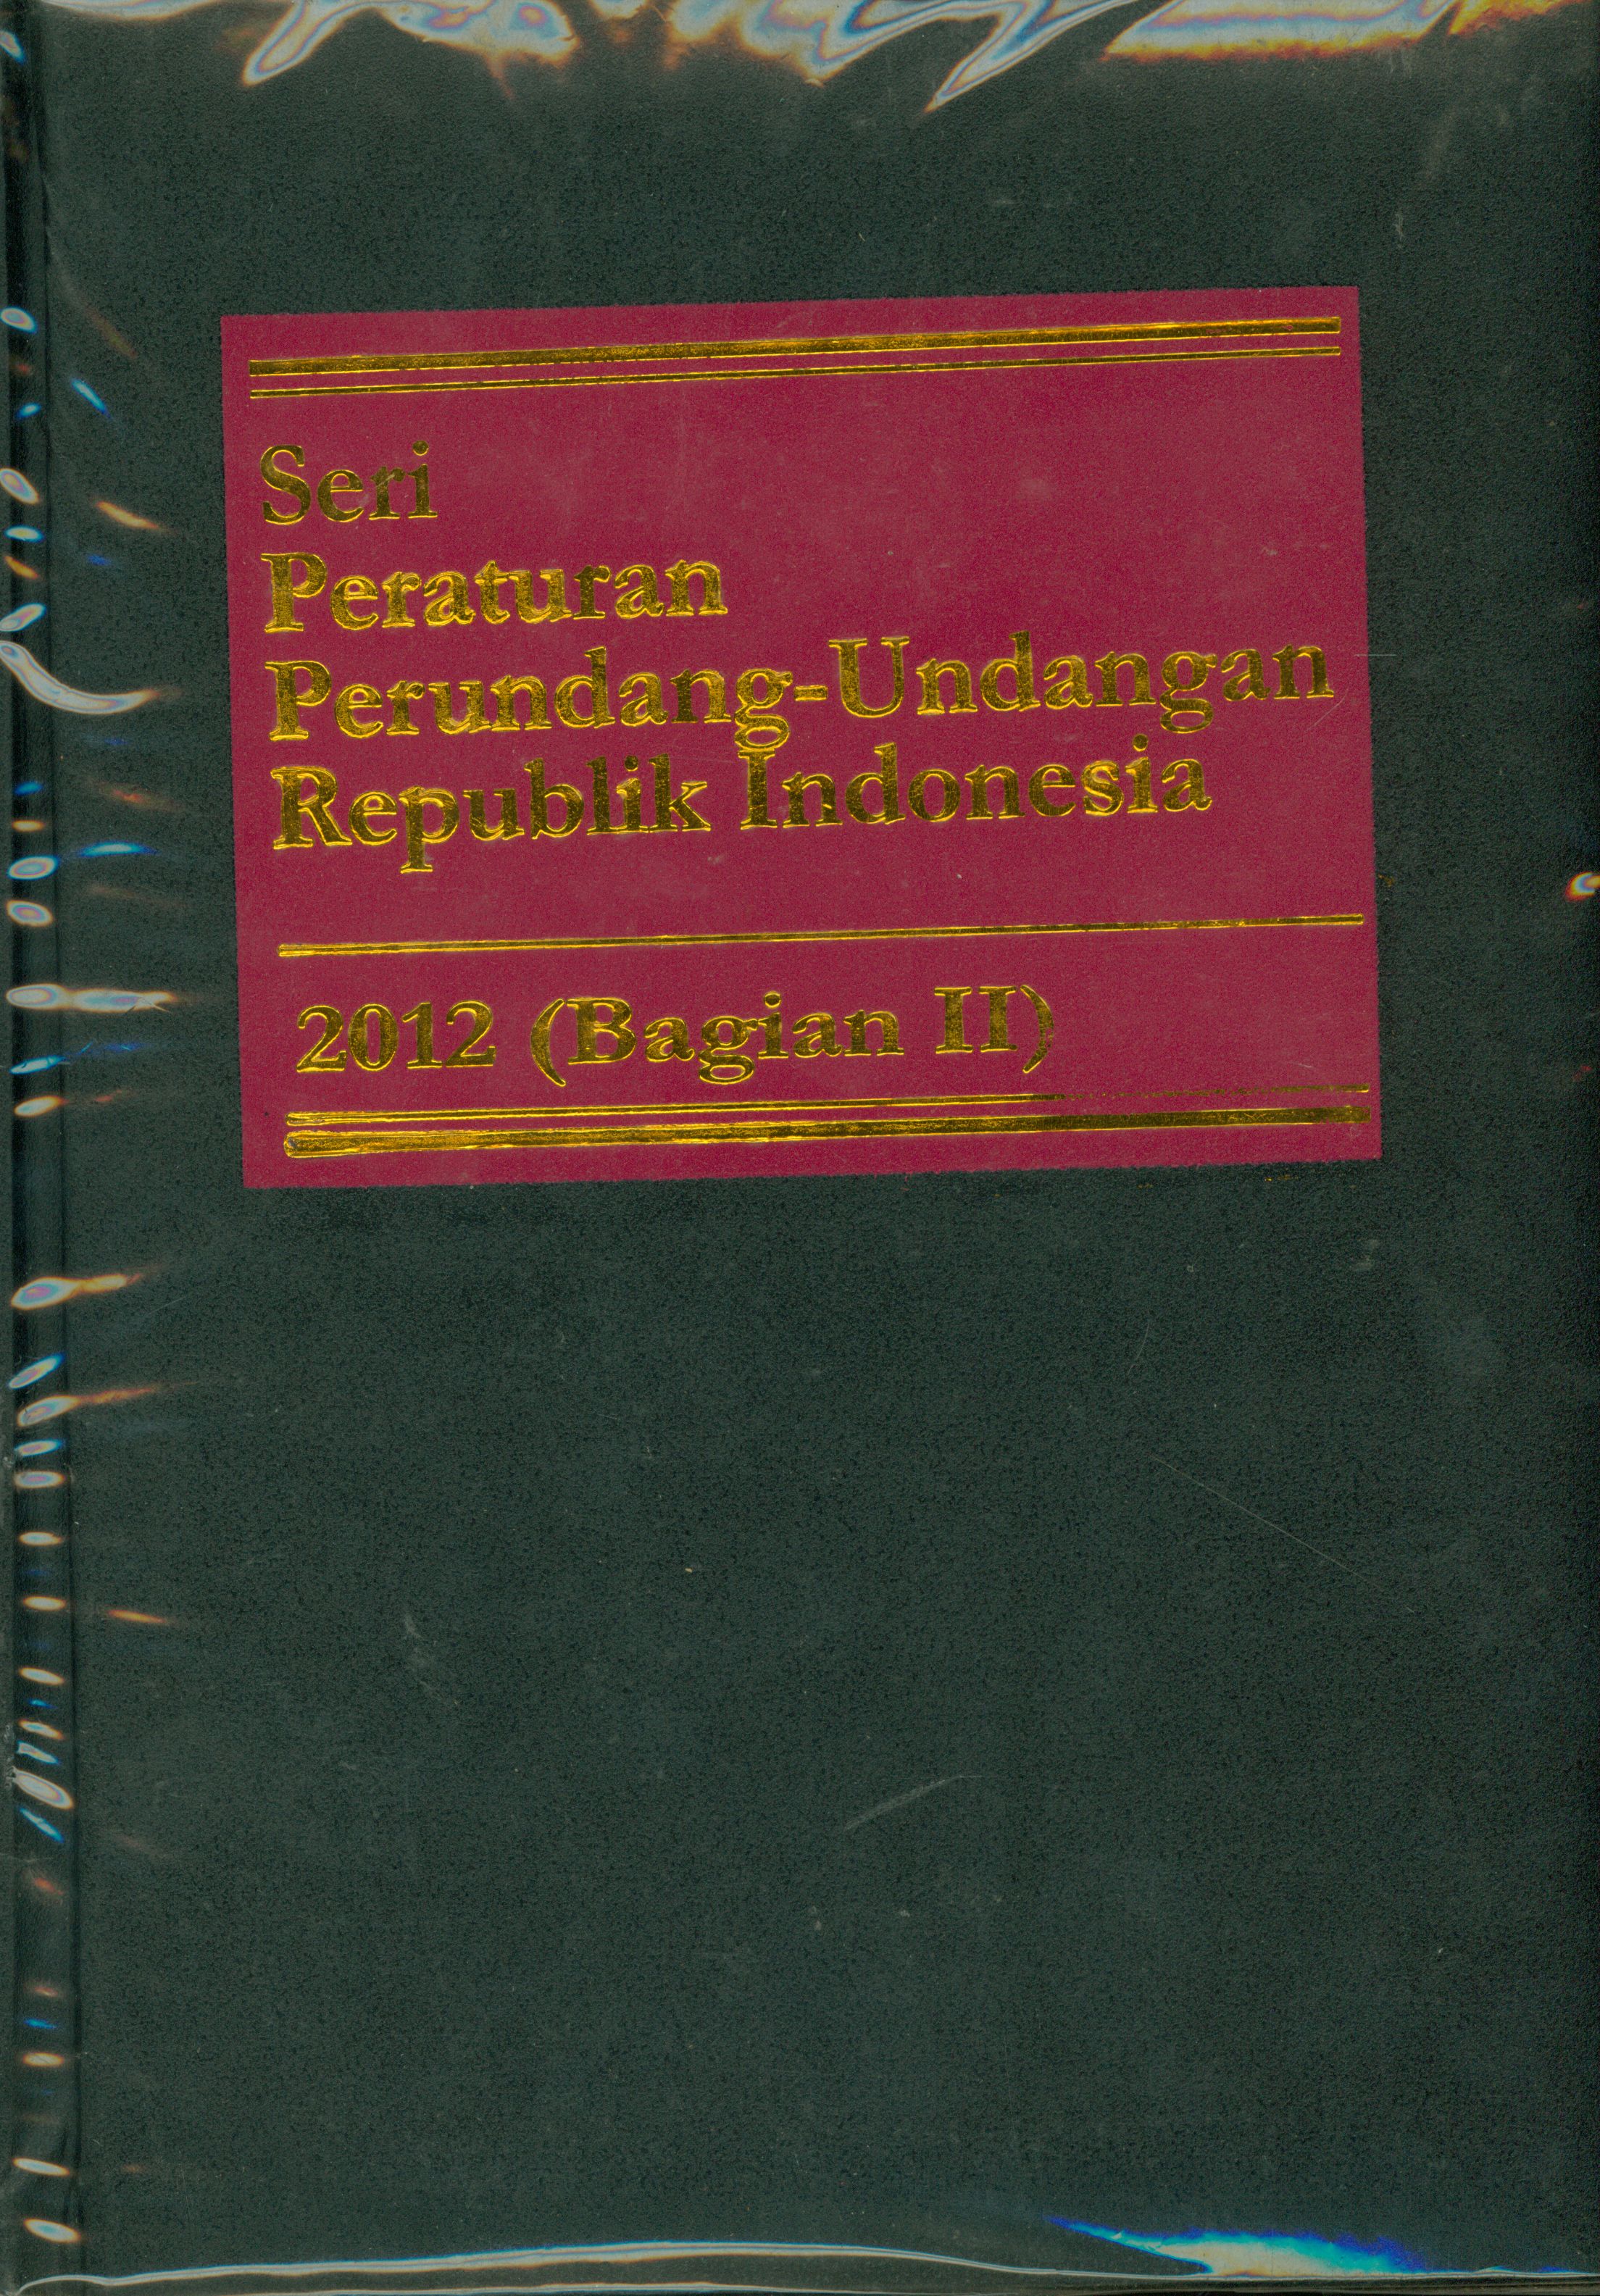 Seri
Peraturan
Perundang-Undangan
Republik Indonesia
2012 (Bagian II)